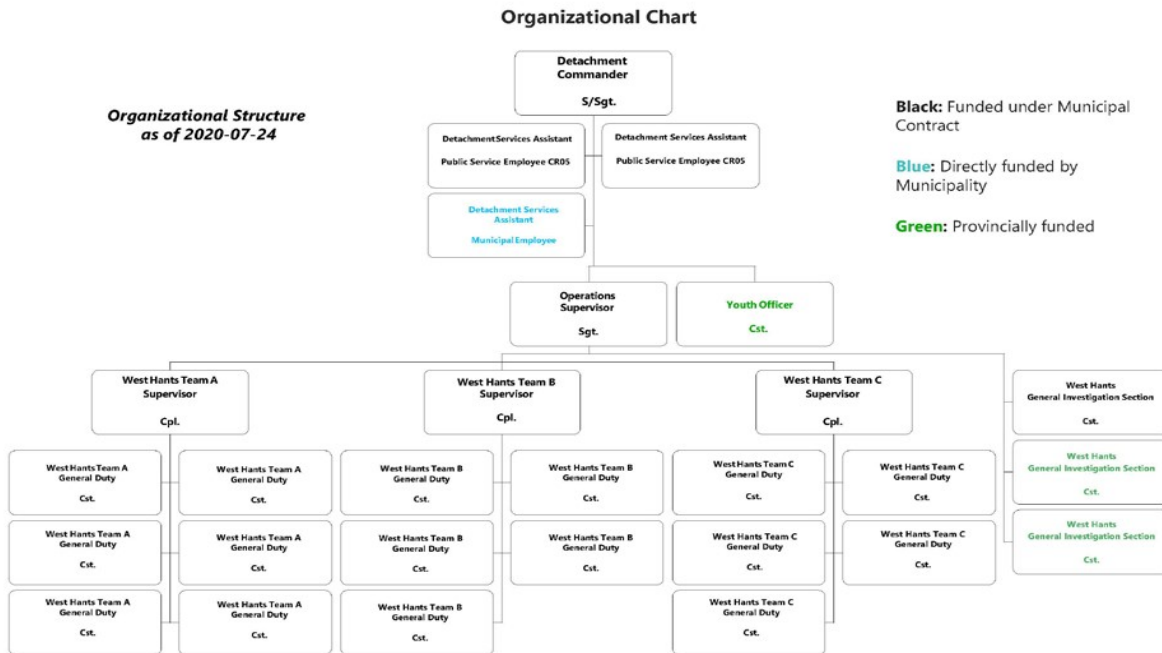 Organizational Chart
Organizational Structure
as of 2020-07-24
Detachment
Commander
S/Sgt.
Black: Funded under Municipal
Contract
Blue: Directly funded by
Municipality
Green: Provincially funded
Detachment Services Assistant
Public Service Employee CR05
Detachment Services Assistant
Public Service Employee CR05
Detachment Services
Assistant
Municipal Employee
Operations
Supervisor
Sgt.
Youth Officer
Cst.
West Hants Team A
Supervisor
Cpl.
West Hants Team B
Supervisor
Cpl.
West Hants Team C
Supervisor
Cpl.
West Hants
General Investigation Section
Cst.
West Hants Team A
General Duty
Cst.
West Hants Team A
General Duty
Cst.
West Hants Team B
General Duty
Cst.
West Hants Team B
General Duty
Cst.
West Hants Team C
General Duty
Cst.
West Hants Team C
General Duty
Cst.
West Hants
General Investigation Section
Cst.
West Hants Team A
General Duty
Cst.
West Hants Team A
General Duty
Cst.
West Hants Team B
General Duty
Cst.
West Hants Team B
General Duty
Cst.
West Hants Team C
General Duty
Cst.
West Hants Team C
General Duty
Cst.
West Hants
General Investigation Section
Cst.
West Hants Team A
General Duty
Cst.
West Hants Team A
General Duty
Cst.
West Hants Team B
General Duty
Cst.
West Hants Team C
General Duty
Cst.